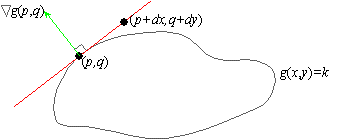 ▽g(p,q)
(p+dx,q+dy)
(p,q)
g(x,y)=k